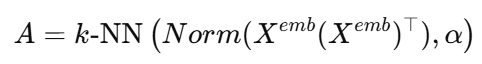 A = k-NN (Norm(X^{emb}(X^{emb})^⊤), α)